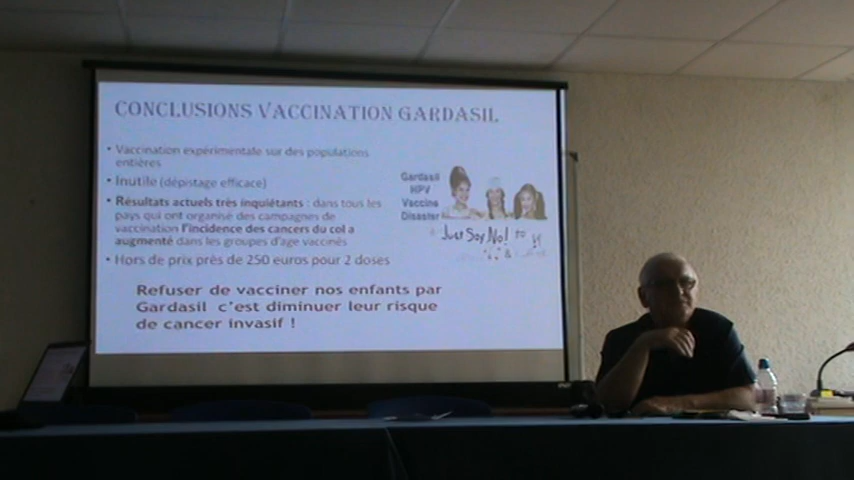 CONCLUSIONS VACCINATION GARDASIL
• Vaccination expérimentale sur des populations
entières
• Inutile (dépistage efficace)
• Résultats actuels très inquiétants : dans tous les
pays qui ont organisé des campagnes de
vaccination l'incidence des cancers du col a
augmenté dans les groupes d'age vaccinés
• Hors de prix près de 250 euros pour 2 doses
Refuser de vacciner nos enfants par
Gardasil c'est diminuer leur risque
de cancer invasif !
Gardasil
HPV
Vaccine
Disaster
Just Say No! to